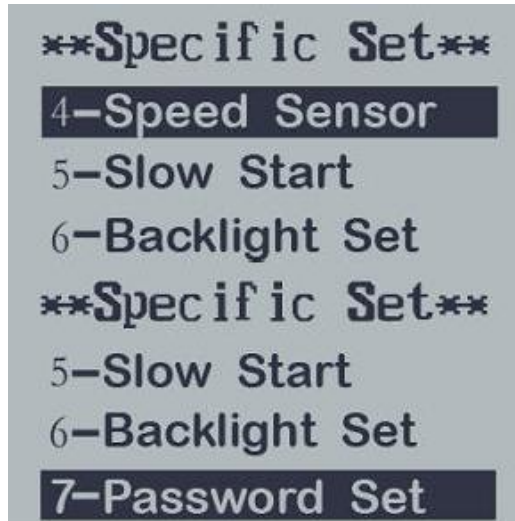 **Specific Set**
4-Speed Sensor
5-Slow Start
6-Backlight Set
**Specific Set**
5-Slow Start
6-Backlight Set
7-Password Set